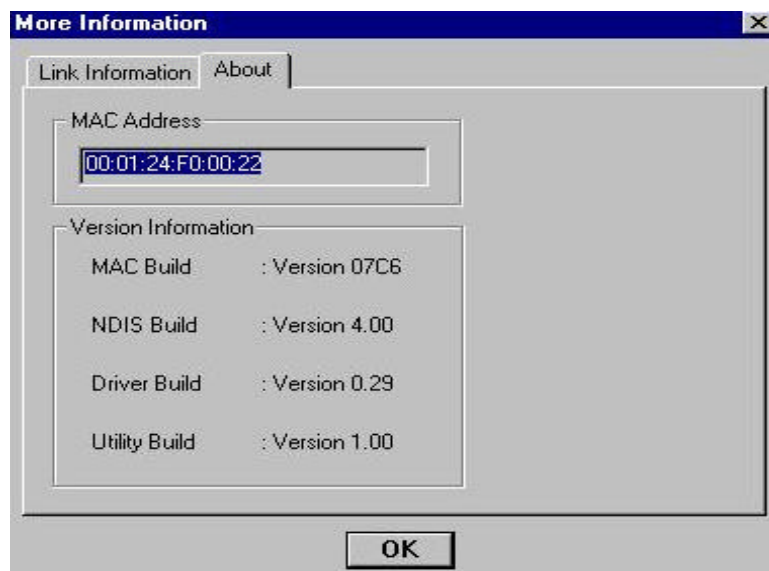 More Information
Link Information About
MAC Address
00:01:24:F0:00:22
Version Information
MAC Build : Version 07C6
NDIS Build : Version 4.00
Driver Build : Version 0.29
Utility Build : Version 1.00
OK